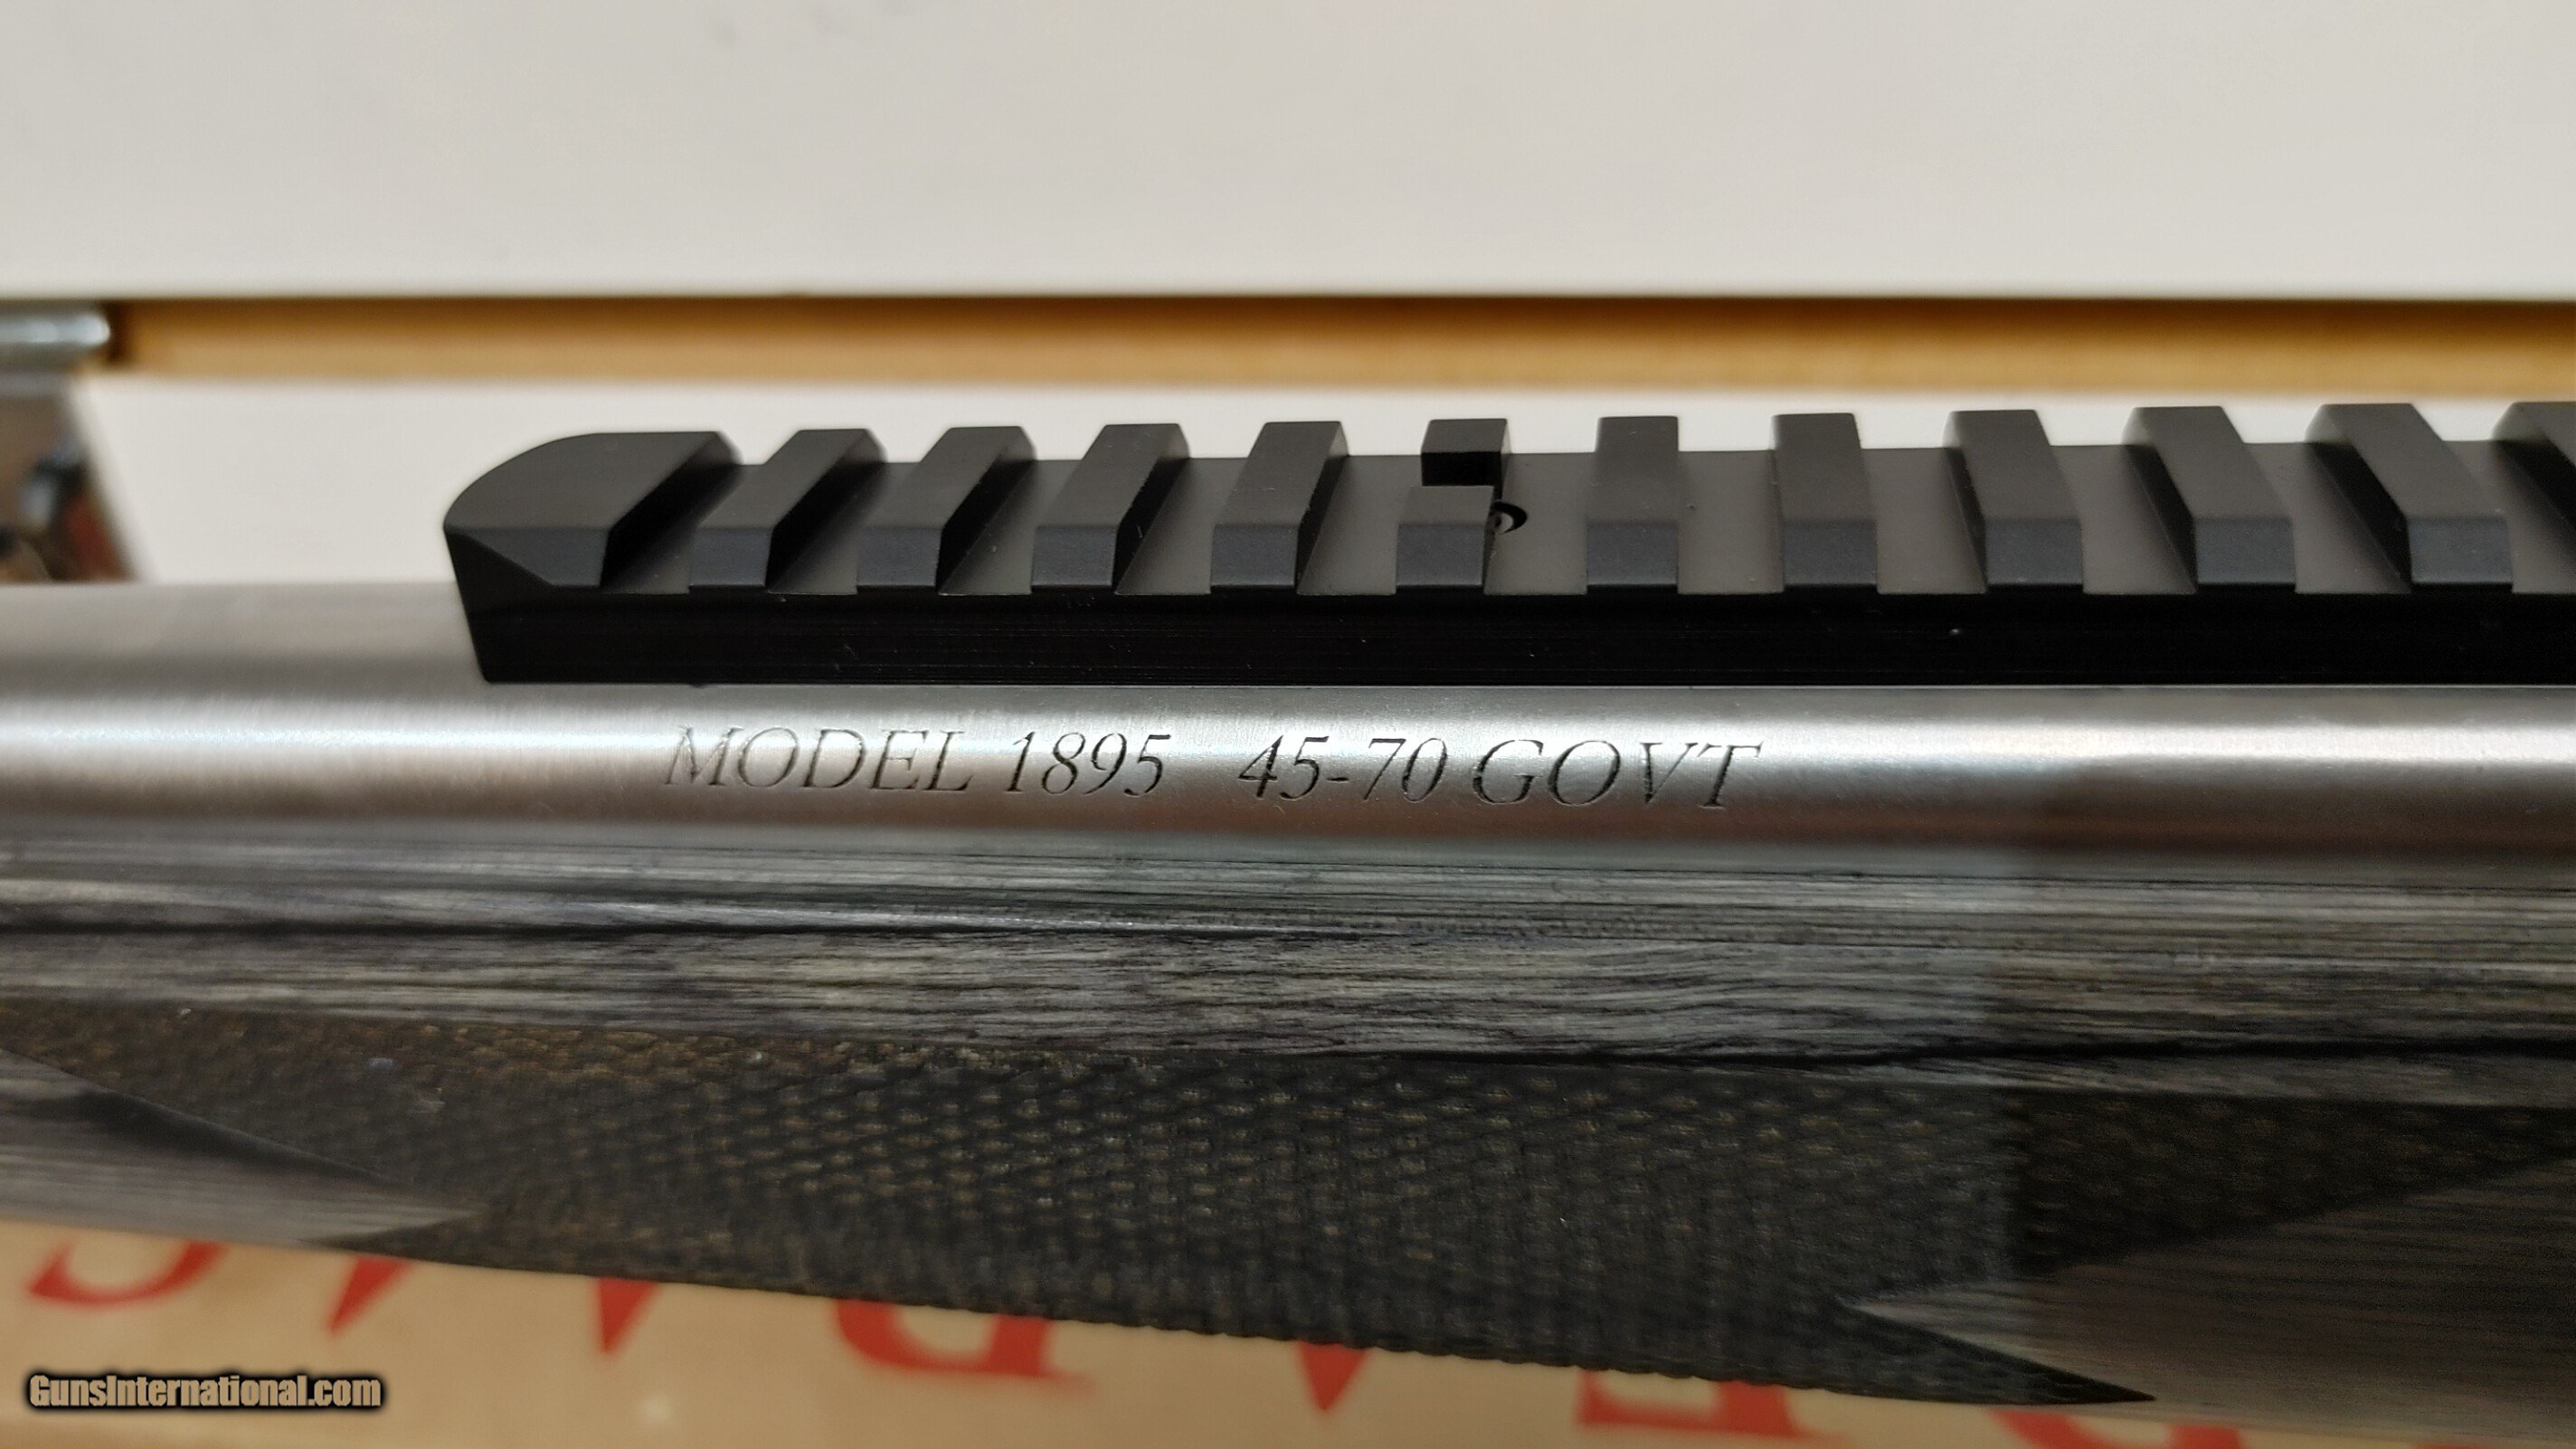 MODEL 1895 45-70 GOVT
GunsInternational.com